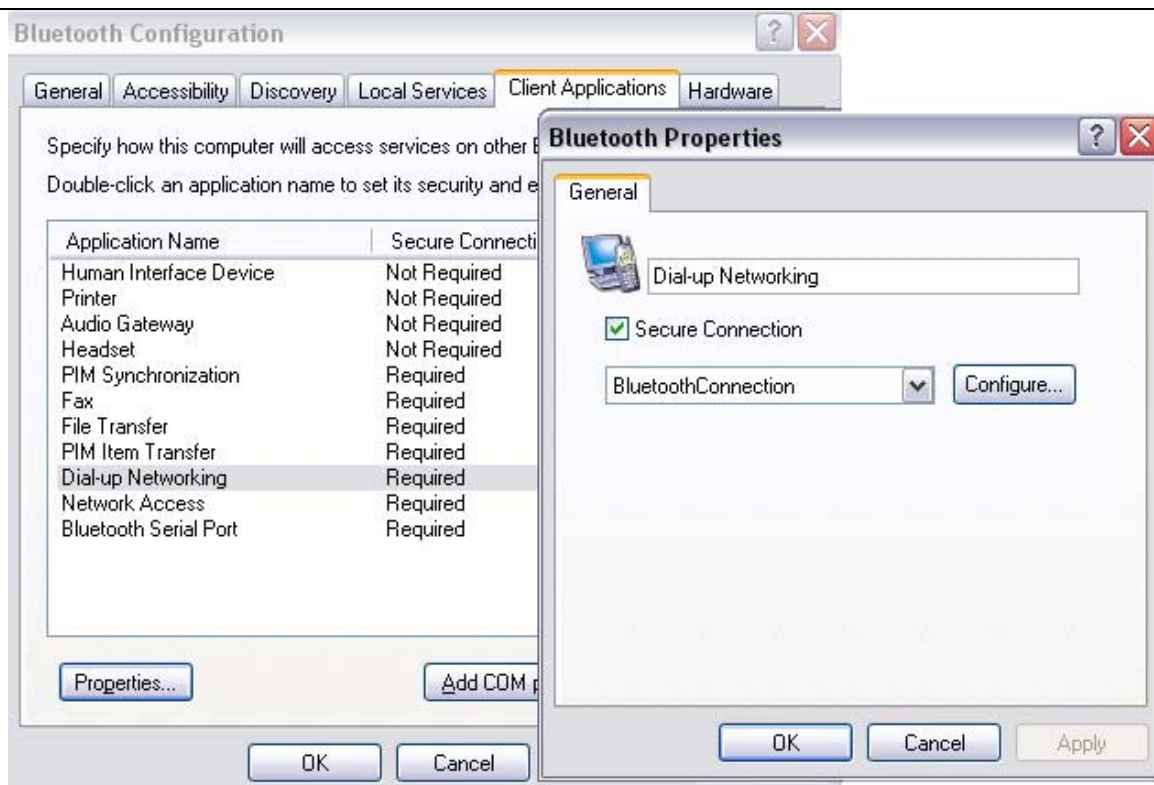 Bluetooth Configuration
General Accessibility Discovery Local Services Client Applications Hardware
Specify how this computer will access services on other
Double-click an application name to set its security and
Application Name Secure
Human Interface Device Not Required
Printer Not Required
Audio Gateway Not Required
Headset Not Required
PIM Synchronization Required
Fax Required
File Transfer Required
PIM Item Transfer Required
Dial-up Networking Required
Network Access Required
Bluetooth Serial Port Required
Properties... Add COM
OK Cancel
Bluetooth Properties
General
Dial-up Networking
Secure Connection
BluetoothConnection Configure...
OK Cancel Apply